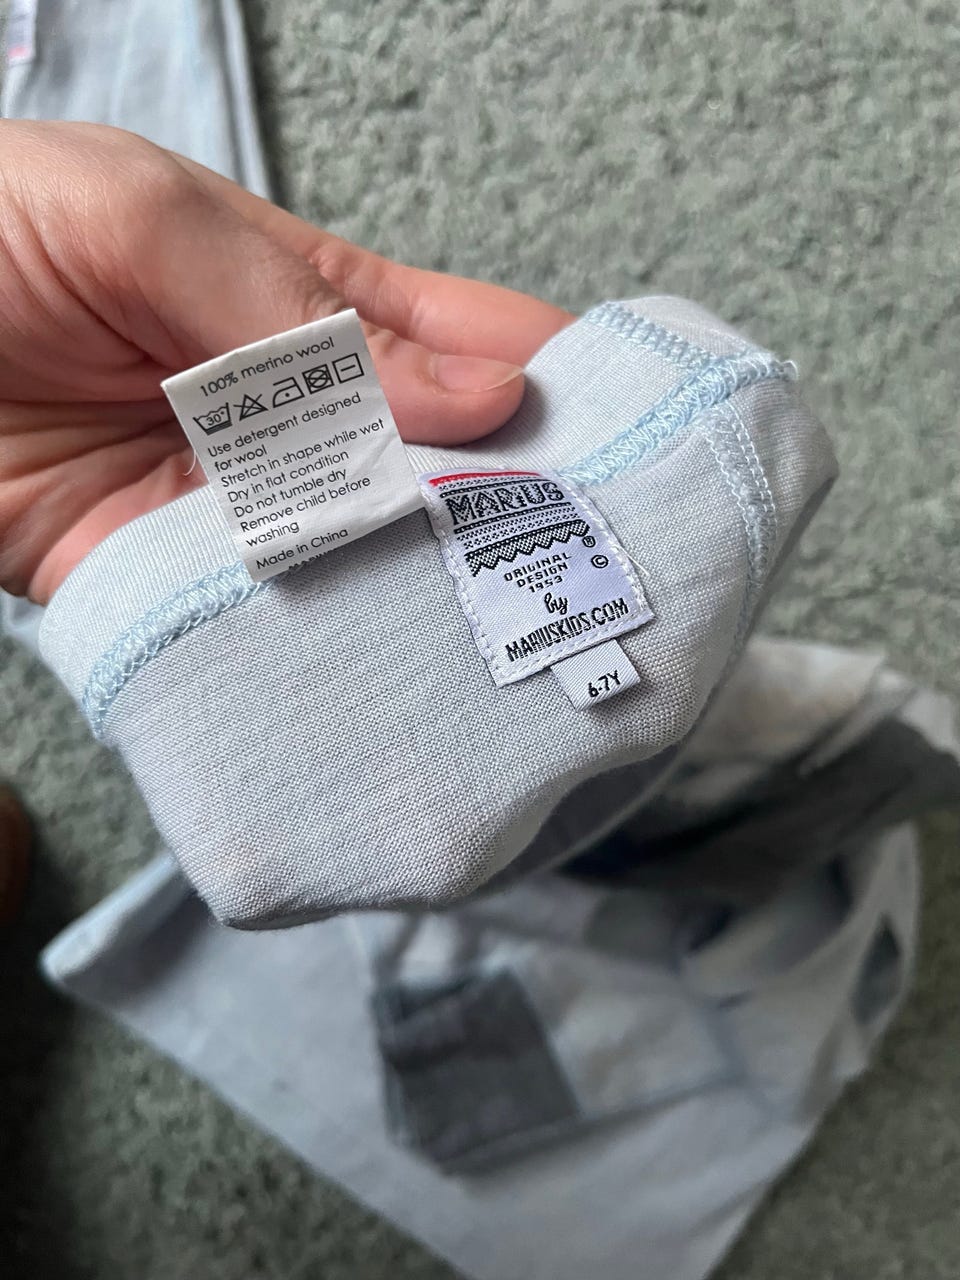 100% merino wool
30°
Use detergent designed
for wool
Stretch in shape while wet
Dry in flat condition
Do not tumble dry
Remove child before
washing
Made in China
MARIUS
®
©
ORIGINAL
DESIGN
1953
by
MARIUSKIDS.COM
6-7Y